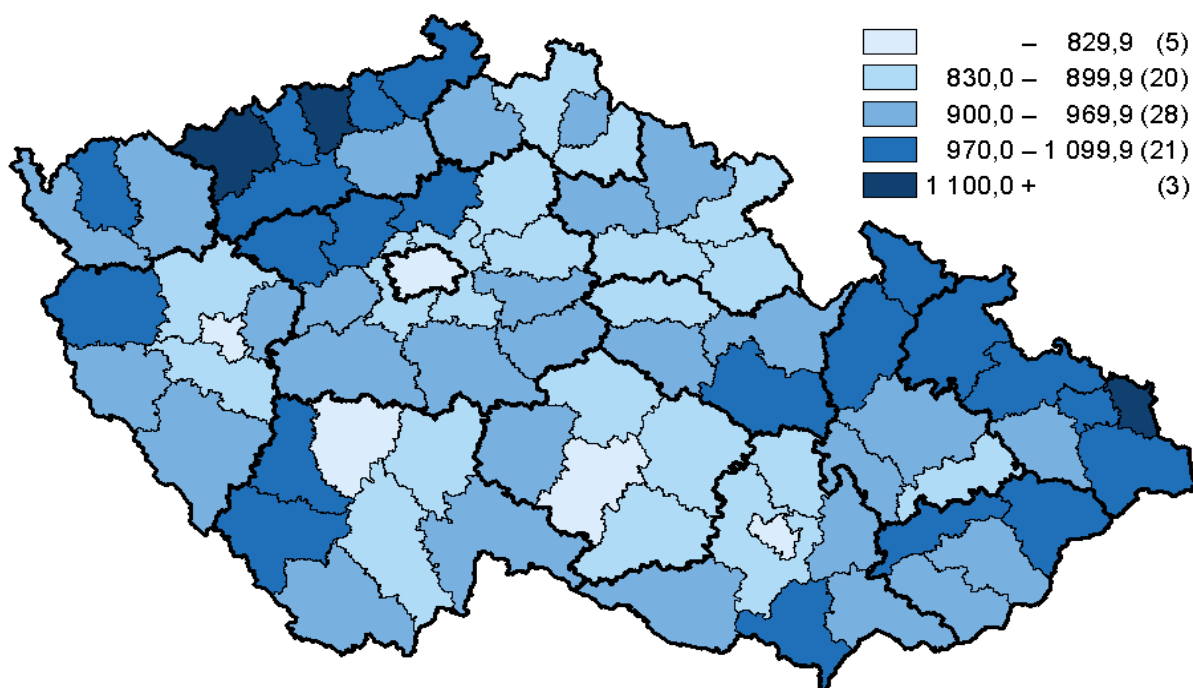 – 829,9 (5)
830,0 – 899,9 (20)
900,0 – 969,9 (28)
970,0 – 1 099,9 (21)
1 100,0 + (3)